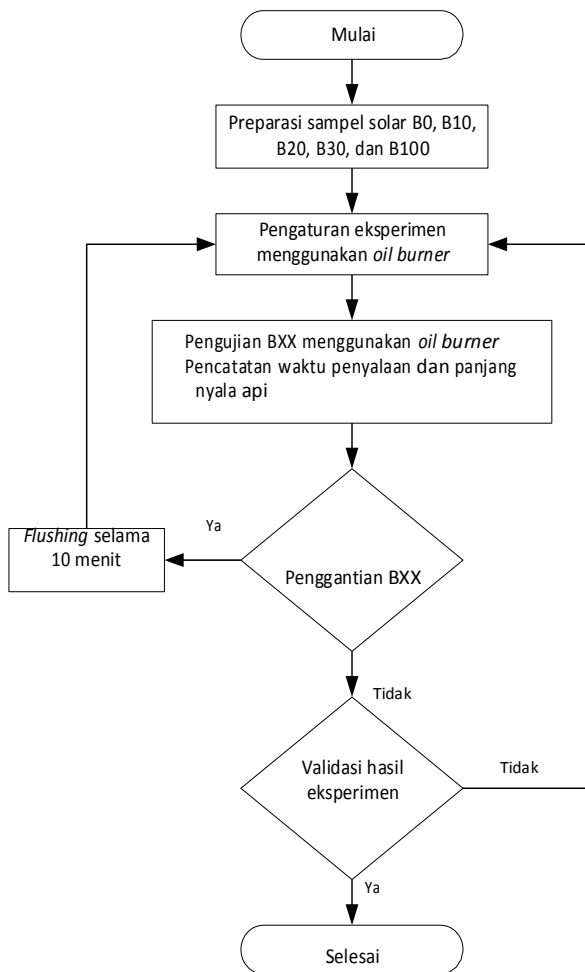 Mulai
Preparasi sampel solar B0, B10,
B20, B30, dan B100
Pengaturan eksperimen
menggunakan oil burner
Pengujian BXX menggunakan oil burner
Pencatatan waktu penyalaan dan panjang
nyala api
Ya
Flushing selama
10 menit
Penggantian BXX
Tidak
Validasi hasil
eksperimen
Tidak
Ya
Selesai